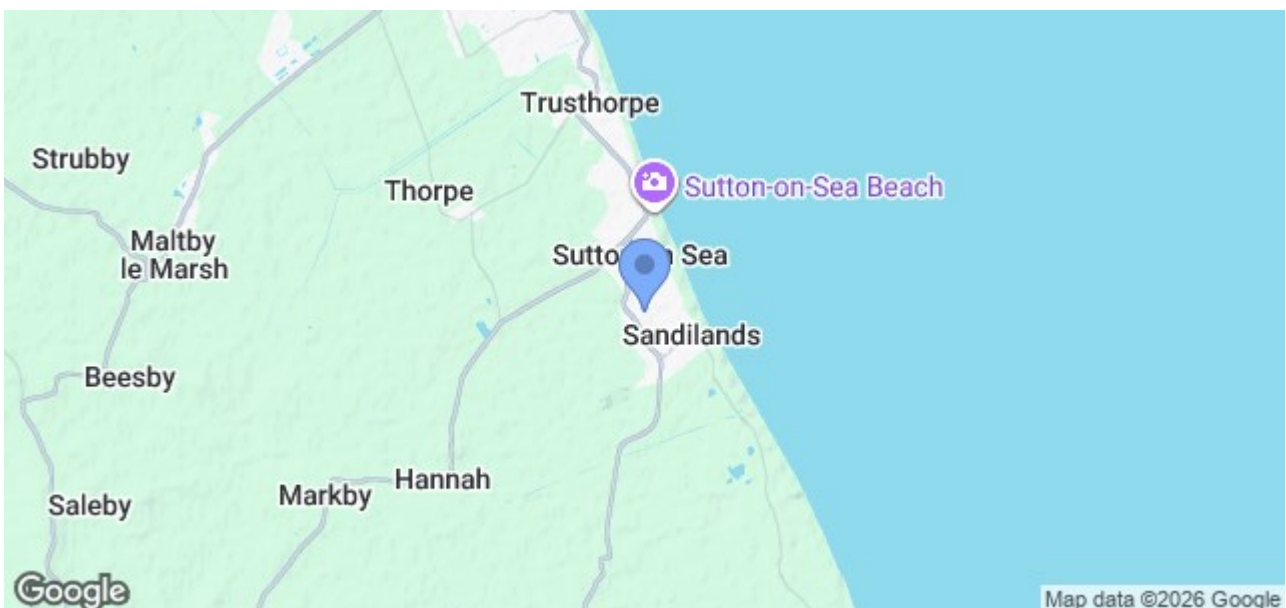 Trusthorpe
Strubby
Sutton-on-Sea Beach
Thorpe
Maltby
le Marsh
Sutto n Sea
Sandilands
Beesby
Hannah
Markby
Saleby
Google
Map data ©2026 Google